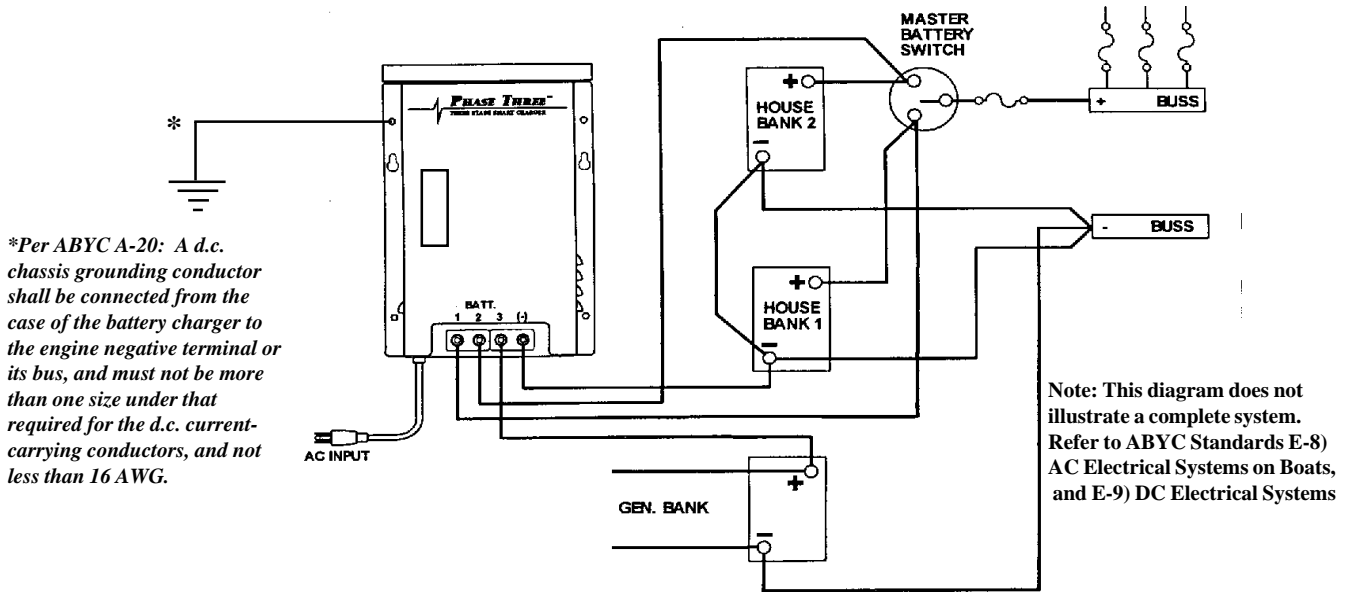 MASTER
BATTERY
SWITCH
PHASE THREE™
THREE STAGE SMART CHARGER
*
+
HOUSE
BANK 2
−
+ BUSS
- BUSS
*Per ABYC A-20: A d.c.
chassis grounding conductor
shall be connected from the
case of the battery charger to
the engine negative terminal or
its bus, and must not be more
than one size under that
required for the d.c. current-
carrying conductors, and not
less than 16 AWG.
BATT.
1 2 3 (-)
AC INPUT
+
HOUSE
BANK 1
−
GEN. BANK
+
−
Note: This diagram does not
illustrate a complete system.
Refer to ABYC Standards E-8)
AC Electrical Systems on Boats,
and E-9) DC Electrical Systems